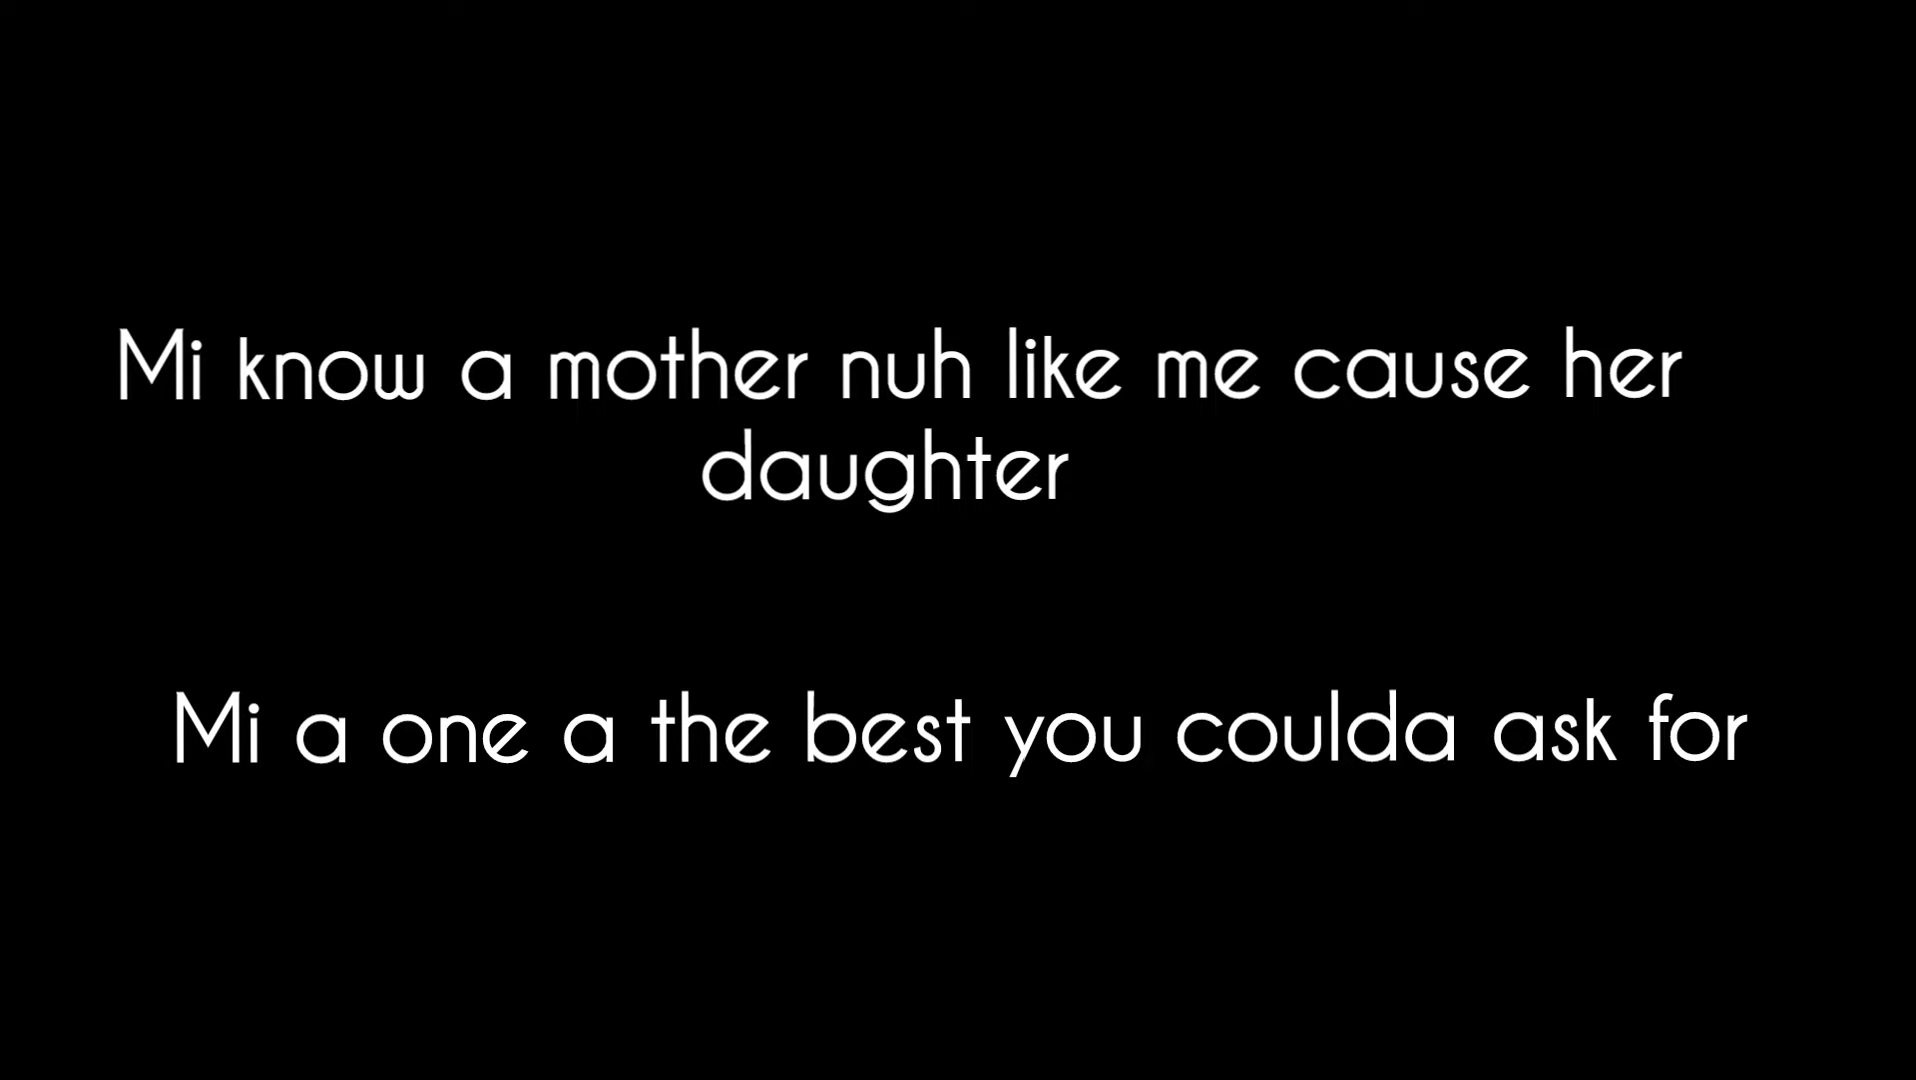 Mi know a mother nuh like me cause her
daughter
Mi a one a the best you coulda ask for